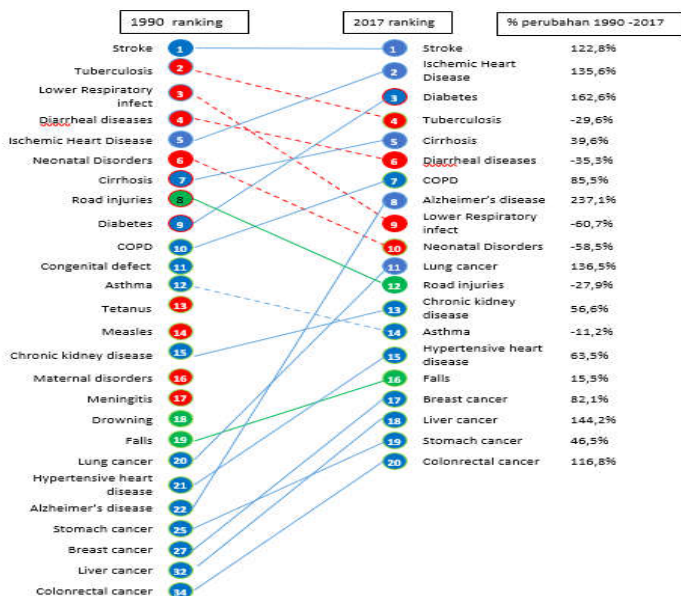 1990 ranking
2017 ranking
% perubahan 1990 -2017
Stroke 1
Tuberculosis 2
Lower Respiratory
infect 3
Diarrheal diseases 4
Ischemic Heart Disease 5
Neonatal Disorders 6
Cirrhosis 7
Road injuries 8
Diabetes 9
COPD 10
Congenital defect 11
Asthma 12
Tetanus 13
Measles 14
Chronic kidney disease 15
Maternal disorders 16
Meningitis 17
Drowning 18
Falls 19
Lung cancer 20
Hypertensive heart
disease 21
Alzheimer's disease 22
Stomach cancer 25
Breast cancer 27
Liver cancer 32
Colonrectal cancer 34
1 Stroke 122,8%
2 Ischemic Heart
Disease 135,6%
3 Diabetes 162,6%
4 Tuberculosis -29,6%
5 Cirrhosis 39,6%
6 Diarrheal diseases -35,3%
7 COPD 85,5%
8 Alzheimer's disease 237,1%
9 Lower Respiratory
infect -60,7%
10 Neonatal Disorders -58,5%
11 Lung cancer 136,5%
12 Road injuries -27,9%
13 Chronic kidney
disease 56,6%
14 Asthma -11,2%
15 Hypertensive heart
disease 63,5%
16 Falls 15,5%
17 Breast cancer 82,1%
18 Liver cancer 144,2%
19 Stomach cancer 46,5%
20 Colonrectal cancer 116,8%